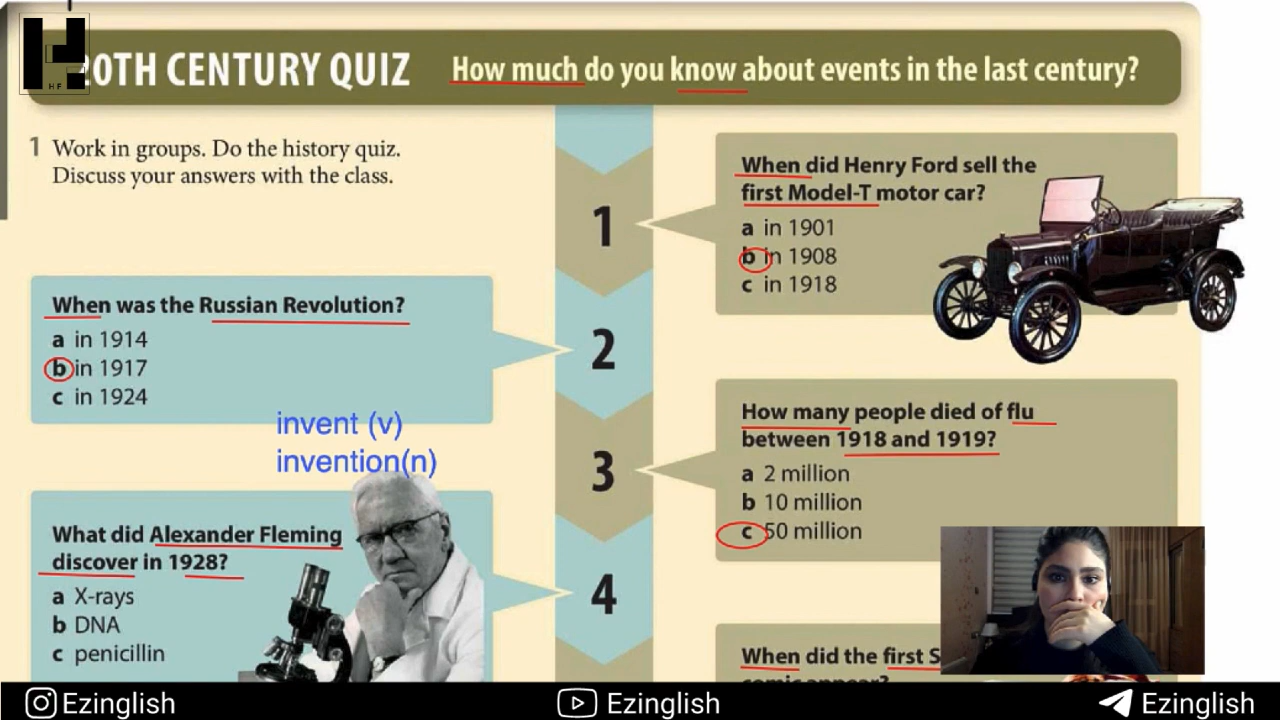 HF
20TH CENTURY QUIZ
How much do you know about events in the last century?
1 Work in groups. Do the history quiz.
Discuss your answers with the class.
1
When did Henry Ford sell the
first Model-T motor car?
a in 1901
b in 1908
c in 1918
When was the Russian Revolution?
a in 1914
b in 1917
c in 1924
2
invent (v)
invention(n)
3
How many people died of flu
between 1918 and 1919?
a 2 million
b 10 million
c 50 million
What did Alexander Fleming
discover in 1928?
a X-rays
b DNA
c penicillin
4
When did the first S
comic appear?
Ezinglish
Ezinglish
Ezinglish